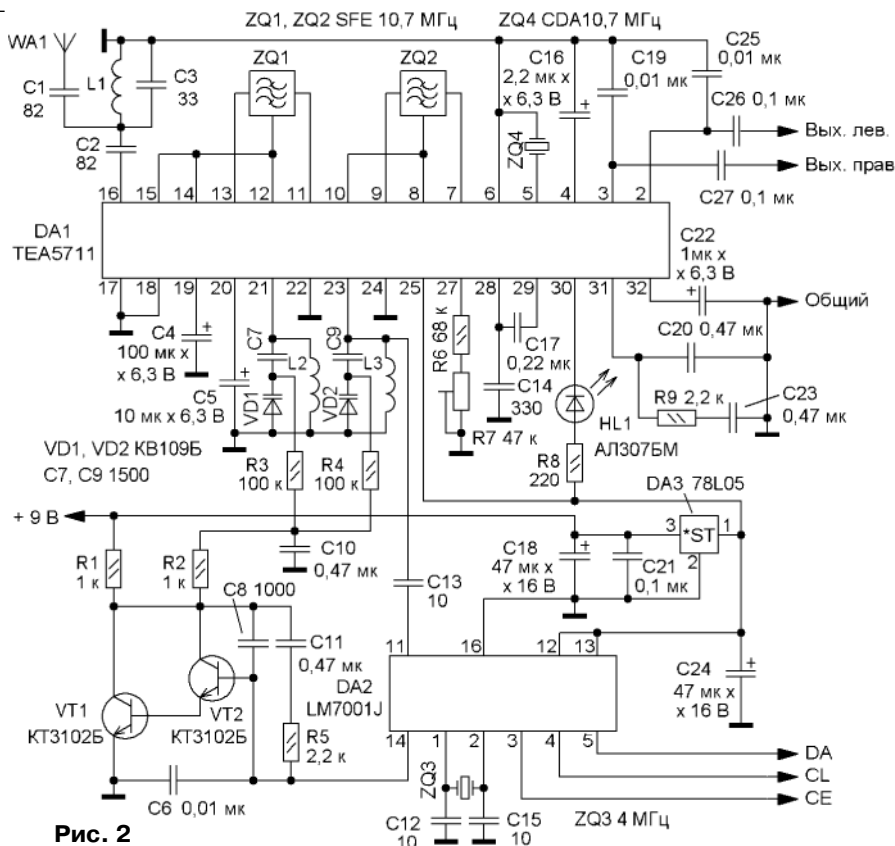 ZQ1, ZQ2 SFE 10,7 МГц
ZQ4 CDA10,7 МГц
WA1
C1
82
L1
C3
33
C2
82
ZQ1
ZQ2
C16
2,2 мк х
х 6,3 В
+
ZQ4
C19
0,01 мк
C25
0,01 мк
C26 0,1 мк
Вых. лев.
Вых. прав
C27 0,1 мк
16 15 14 13 12 11 10 9 8 7 6 5 4 3 2
DA1
TEA5711
17 18 19 20 21 22 23 24 25 27 28 29 30 31 32
C22
1мк х
х 6,3 В
+
Общий
C20 0,47 мк
R9 2,2 к
C23
0,47 мк
C4
100 мк х
х 6,3 В
+
C5
10 мк х 6,3 В
+
C7
L2
VD1
C9
L3
VD2
R6 68 к
R7 47 к
C17
0,22 мк
C14
330
HL1
АЛ307БМ
R8
220
VD1, VD2 КВ109Б
C7, C9 1500
R3
100 к
R4
100 к
DA3 78L05
3 *ST 1
2
+ 9 В
R1
1 к
R2
1 к
C10
0,47 мк
C13
10
C18
47 мк х
х 16 В
+
C21
0,1 мк
C8 1000
C11
0,47 мк
11 16 12 13
DA2
LM7001J
14 1 2 3 4 5
C24
47 мк х
х 16 В
+
VT1
КТ3102Б
VT2
КТ3102Б
R5
2,2 к
C6 0,01 мк
ZQ3
C12
10
C15
10
ZQ3 4 МГц
DA
CL
CE
Рис. 2